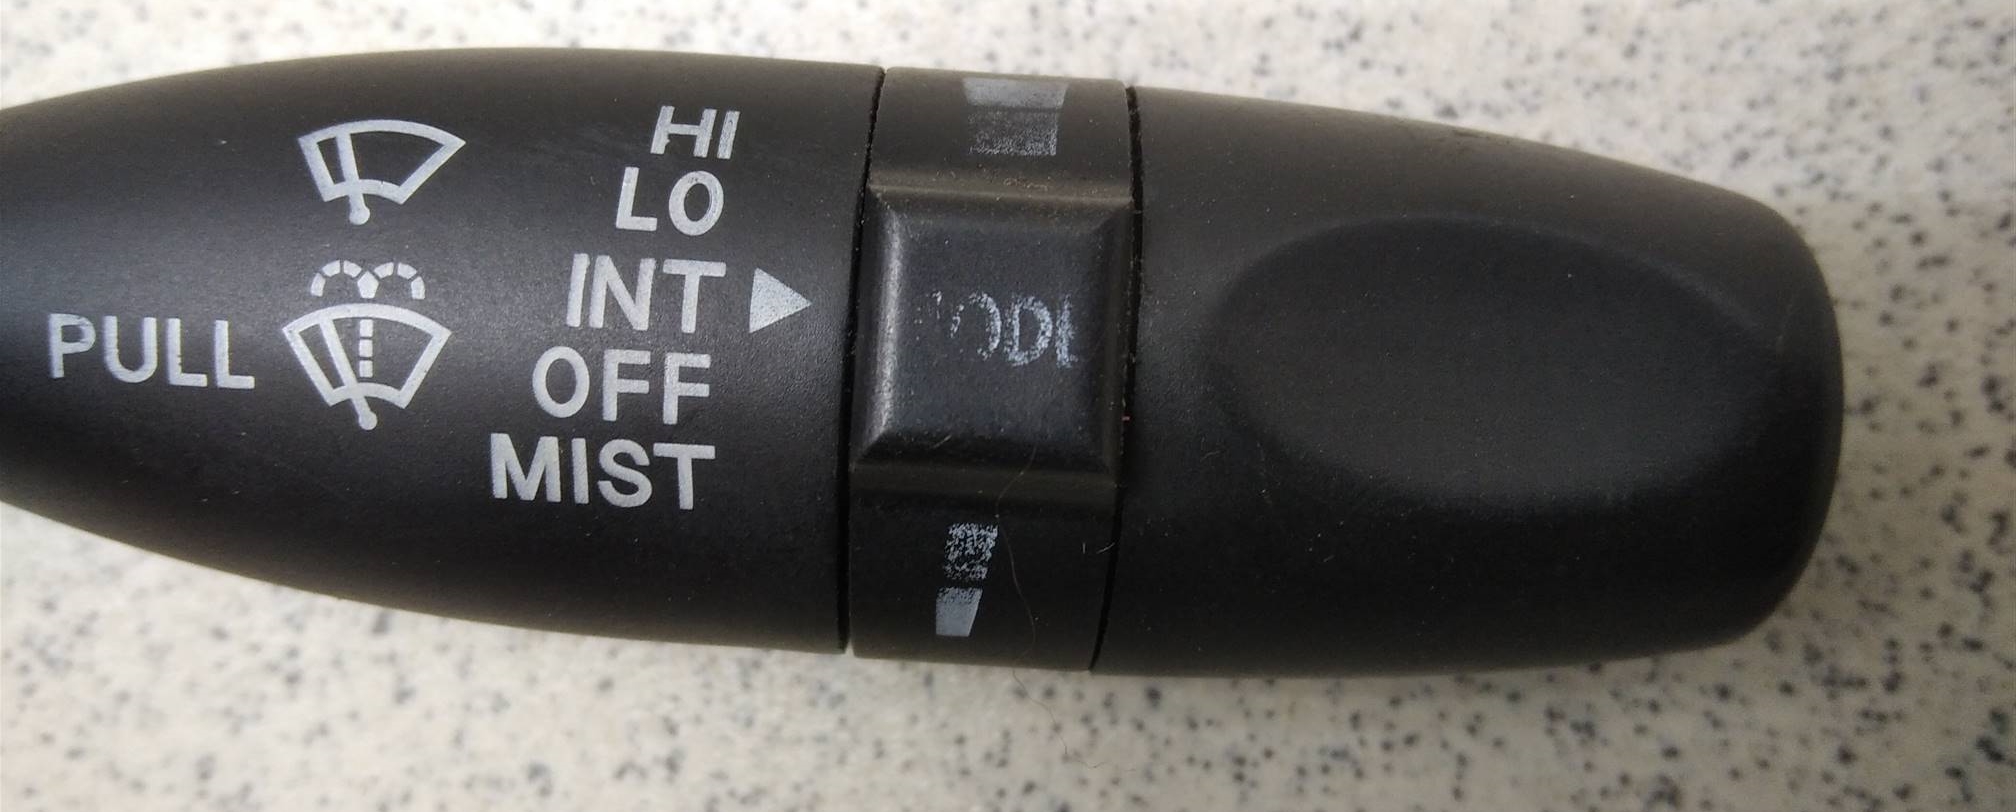 HI
LO
INT
OFF
MIST
PULL